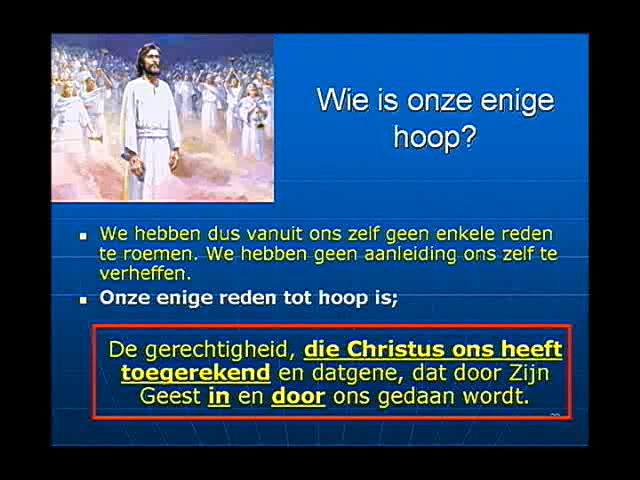 Wie is onze enige
hoop?
We hebben dus vanuit ons zelf geen enkele reden
te roemen. We hebben geen aanleiding ons zelf te
verheffen.
Onze enige reden tot hoop is;
De gerechtigheid, die Christus ons heeft
toegerekend en datgene, dat door Zijn
Geest in en door ons gedaan wordt.